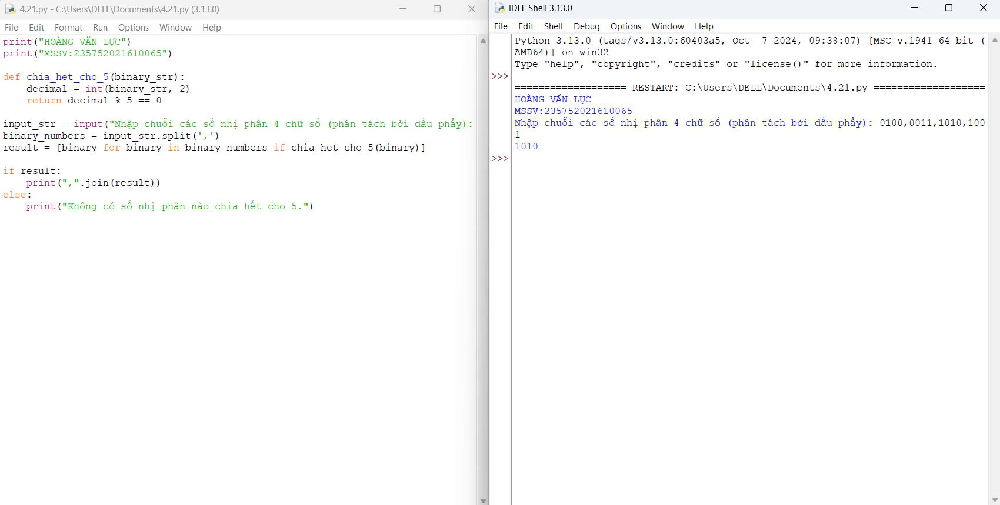 4.21.py - C:\Users\DELL\Documents\4.21.py (3.13.0)
File Edit Format Run Options Window Help
print("HOÀNG VĂN LỰC")
print("MSSV:235752021610065")
def chia_het_cho_5(binary_str):
    decimal = int(binary_str, 2)
    return decimal % 5 == 0
input_str = input("Nhập chuỗi các số nhị phân 4 chữ số (phân tách bởi dấu phẩy):
binary_numbers = input_str.split(',')
result = [binary for binary in binary_numbers if chia_het_cho_5(binary)]
if result:
    print(",".join(result))
else:
    print("Không có số nhị phân nào chia hết cho 5.")
IDLE Shell 3.13.0
File Edit Shell Debug Options Window Help
Python 3.13.0 (tags/v3.13.0:60403a5, Oct  7 2024, 09:38:07) [MSC v.1941 64 bit (
AMD64)] on win32
Type "help", "copyright", "credits" or "license()" for more information.
>>>
=================== RESTART: C:\Users\DELL\Documents\4.21.py ===================
HOÀNG VĂN LỰC
MSSV:235752021610065
Nhập chuỗi các số nhị phân 4 chữ số (phân tách bởi dấu phẩy): 0100,0011,1010,100
1
1010
>>>